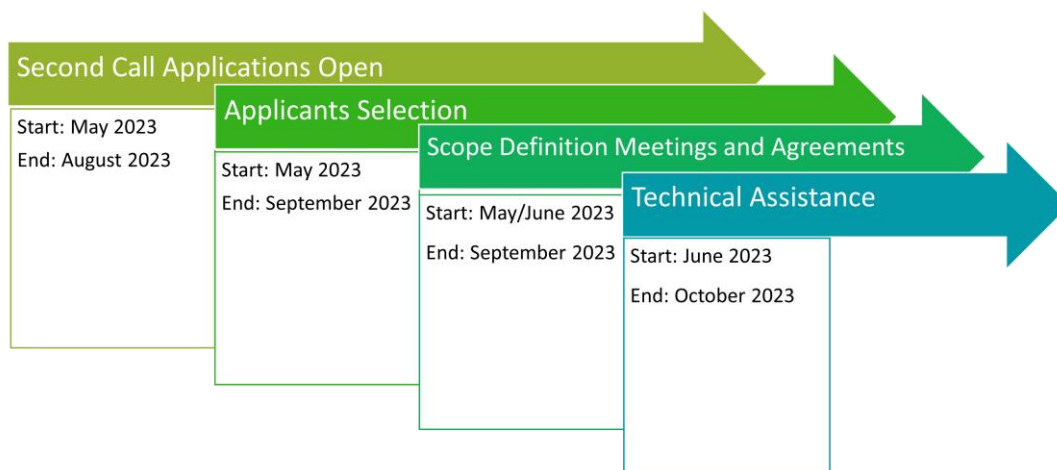 Second Call Applications Open
Start: May 2023
End: August 2023
Applicants Selection
Start: May 2023
End: September 2023
Scope Definition Meetings and Agreements
Start: May/June 2023
End: September 2023
Technical Assistance
Start: June 2023
End: October 2023